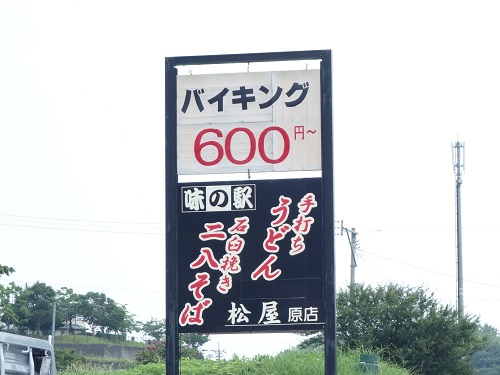 バイキング
600円〜
味の駅
手打ち
うどん
石臼挽き
二八そば
松屋 原店